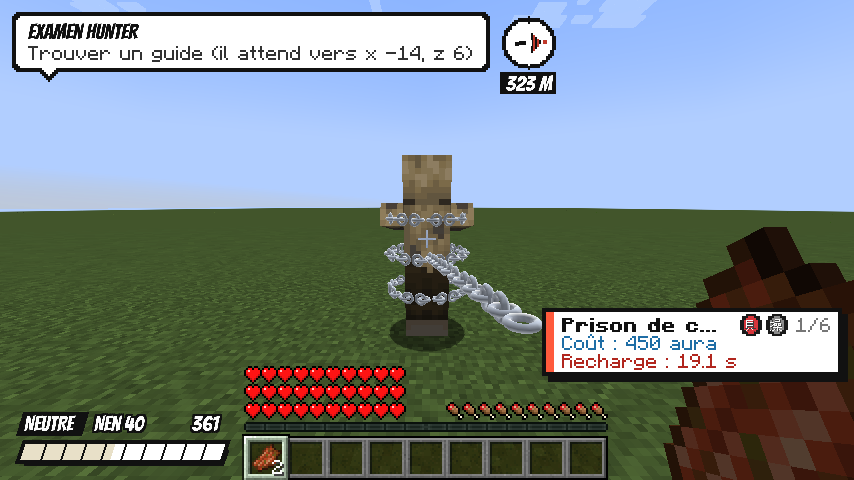 EXAMEN HUNTER
Trouver un guide (il attend vers x -14, z 6)
323 M
Prison de c... 1/6
Coût : 450 aura
Recharge : 19.1 s
NEUTRE NEN 40 361
2